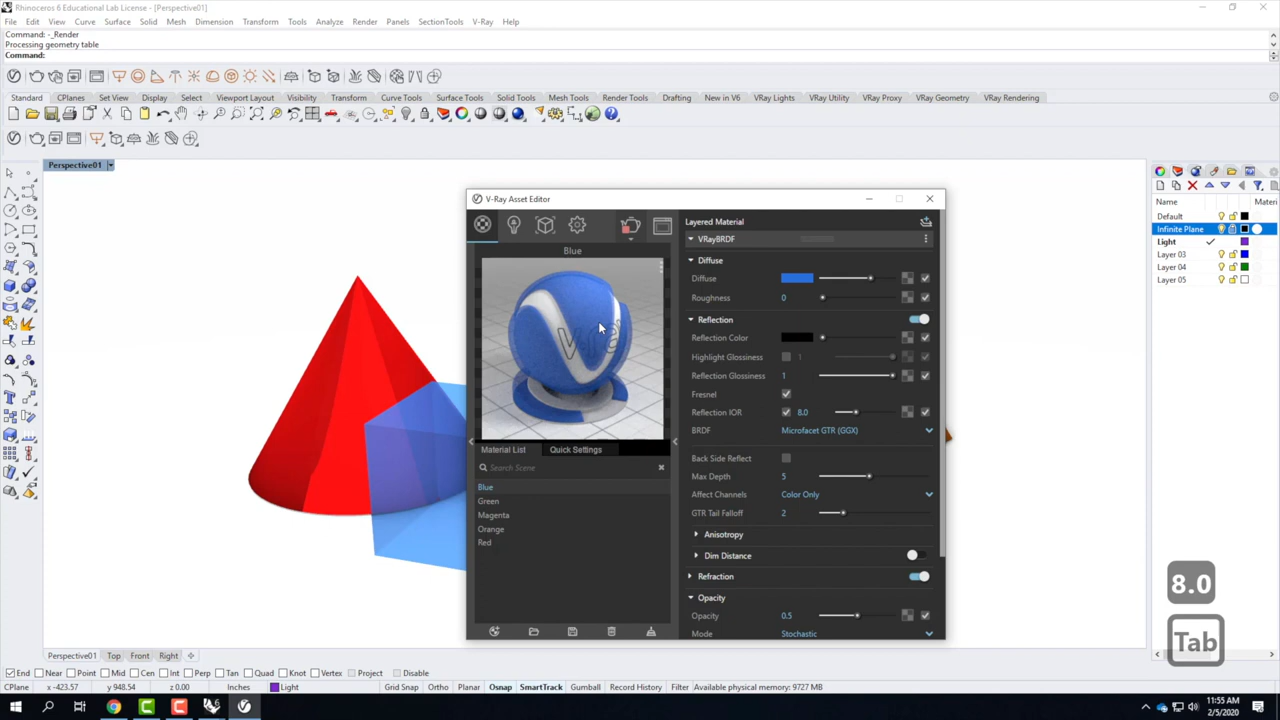 Rhinoceros 6 Educational Lab License - [Perspective01]
File Edit View Curve Surface Solid Mesh Dimension Transform Tools Analyze Render Panels SectionTools V-Ray Help
Command: -_Render
Processing geometry table
Command:
Standard CPlanes Set View Display Select Viewport Layout Visibility Transform Curve Tools Surface Tools Solid Tools Mesh Tools Render Tools Drafting New in V6 VRay Lights VRay Utility VRay Proxy VRay Geometry VRay Rendering
Perspective01
Name Materi
Default
Infinite Plane
Light
Layer 03
Layer 04
Layer 05
V-Ray Asset Editor
Blue
Material List Quick Settings
Search Scene
Blue
Green
Magenta
Orange
Red
Layered Material
VRayBRDF
Diffuse
Diffuse
Roughness 0
Reflection
Reflection Color
Highlight Glossiness 1
Reflection Glossiness 1
Fresnel
Reflection IOR 8.0
BRDF Microfacet GTR (GGX)
Back Side Reflect
Max Depth 5
Affect Channels Color Only
GTR Tail Falloff 2
Anisotropy
Dim Distance
Refraction
Opacity
Opacity 0.5
Mode Stochastic
8.0
Tab
Perspective01 Top Front Right
End Near Point Mid Cen Int Perp Tan Quad Knot Vertex Project Disable
CPlane x -423.57 y 948.54 z 0.00 Inches Light Grid Snap Ortho Planar Osnap SmartTrack Gumball Record History Filter Available physical memory: 9727 MB
11:55 AM
2/5/2020